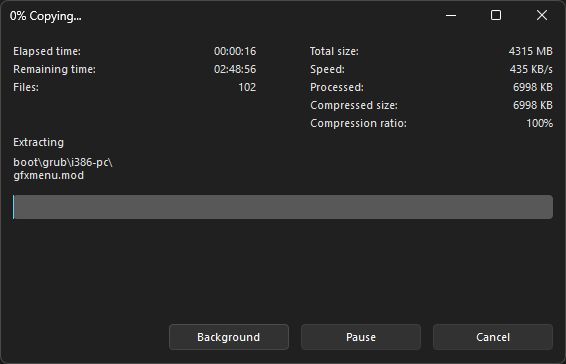 0% Copying...
Elapsed time: 00:00:16 Total size: 4315 MB
Remaining time: 02:48:56 Speed: 435 KB/s
Files: 102 Processed: 6998 KB
Compressed size: 6998 KB
Compression ratio: 100%
Extracting
boot\grub\i386-pc\
gfxmenu.mod
Background Pause Cancel